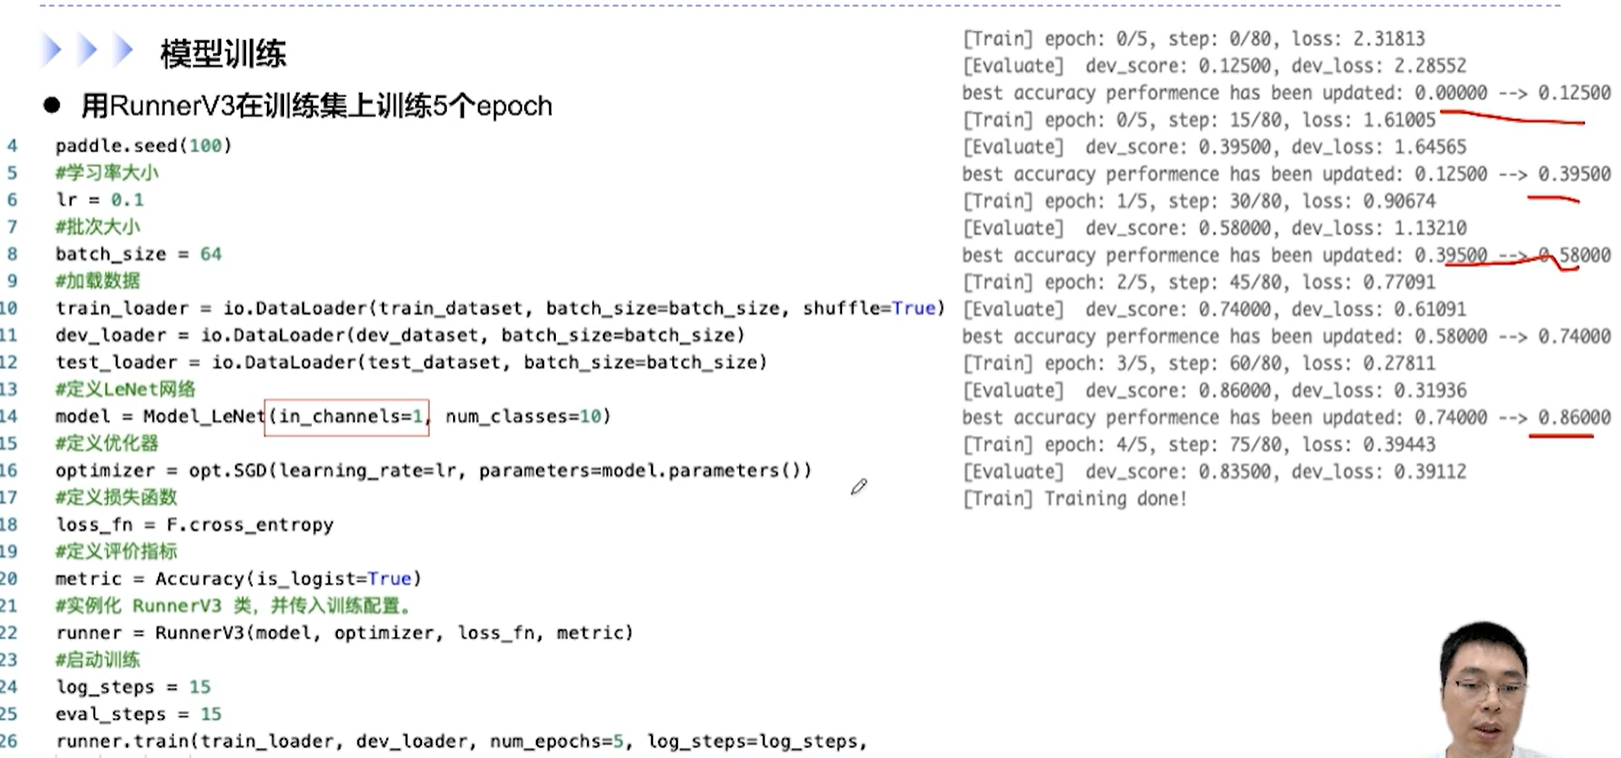 模型训练
● 用RunnerV3在训练集上训练5个epoch
4 paddle.seed(100)
5 #学习率大小
6 lr = 0.1
7 #批次大小
8 batch_size = 64
9 #加载数据
10 train_loader = io.DataLoader(train_dataset, batch_size=batch_size, shuffle=True)
11 dev_loader = io.DataLoader(dev_dataset, batch_size=batch_size)
12 test_loader = io.DataLoader(test_dataset, batch_size=batch_size)
13 #定义LeNet网络
14 model = Model_LeNet(in_channels=1, num_classes=10)
15 #定义优化器
16 optimizer = opt.SGD(learning_rate=lr, parameters=model.parameters())
17 #定义损失函数
18 loss_fn = F.cross_entropy
19 #定义评价指标
20 metric = Accuracy(is_logist=True)
21 #实例化 RunnerV3 类，并传入训练配置。
22 runner = RunnerV3(model, optimizer, loss_fn, metric)
23 #启动训练
24 log_steps = 15
25 eval_steps = 15
26 runner.train(train_loader, dev_loader, num_epochs=5, log_steps=log_steps,
[Train] epoch: 0/5, step: 0/80, loss: 2.31813
[Evaluate] dev_score: 0.12500, dev_loss: 2.28552
best accuracy performence has been updated: 0.00000 --> 0.12500
[Train] epoch: 0/5, step: 15/80, loss: 1.61005
[Evaluate] dev_score: 0.39500, dev_loss: 1.64565
best accuracy performence has been updated: 0.12500 --> 0.39500
[Train] epoch: 1/5, step: 30/80, loss: 0.90674
[Evaluate] dev_score: 0.58000, dev_loss: 1.13210
best accuracy performence has been updated: 0.39500 --> 0.58000
[Train] epoch: 2/5, step: 45/80, loss: 0.77091
[Evaluate] dev_score: 0.74000, dev_loss: 0.61091
best accuracy performence has been updated: 0.58000 --> 0.74000
[Train] epoch: 3/5, step: 60/80, loss: 0.27811
[Evaluate] dev_score: 0.86000, dev_loss: 0.31936
best accuracy performence has been updated: 0.74000 --> 0.86000
[Train] epoch: 4/5, step: 75/80, loss: 0.39443
[Evaluate] dev_score: 0.83500, dev_loss: 0.39112
[Train] Training done!